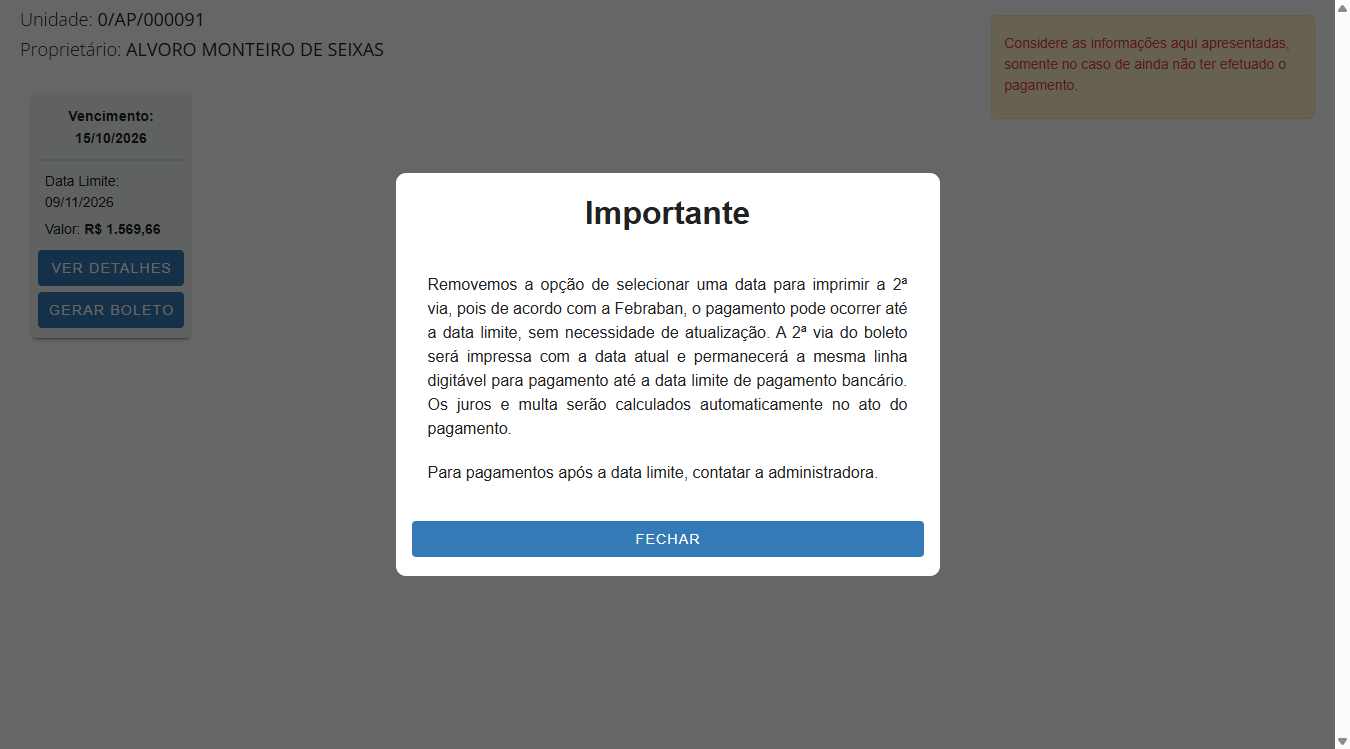 Unidade: 0/AP/000091
Proprietário: ALVORO MONTEIRO DE SEIXAS
Considere as informações aqui apresentadas,
somente no caso de ainda não ter efetuado o
pagamento.
Vencimento:
15/10/2026
Data Limite:
09/11/2026
Valor: R$ 1.569,66
VER DETALHES
GERAR BOLETO
Importante
Removemos a opção de selecionar uma data para imprimir a 2ª
via, pois de acordo com a Febraban, o pagamento pode ocorrer até
a data limite, sem necessidade de atualização. A 2ª via do boleto
será impressa com a data atual e permanecerá a mesma linha
digitável para pagamento até a data limite de pagamento bancário.
Os juros e multa serão calculados automaticamente no ato do
pagamento.
Para pagamentos após a data limite, contatar a administradora.
FECHAR